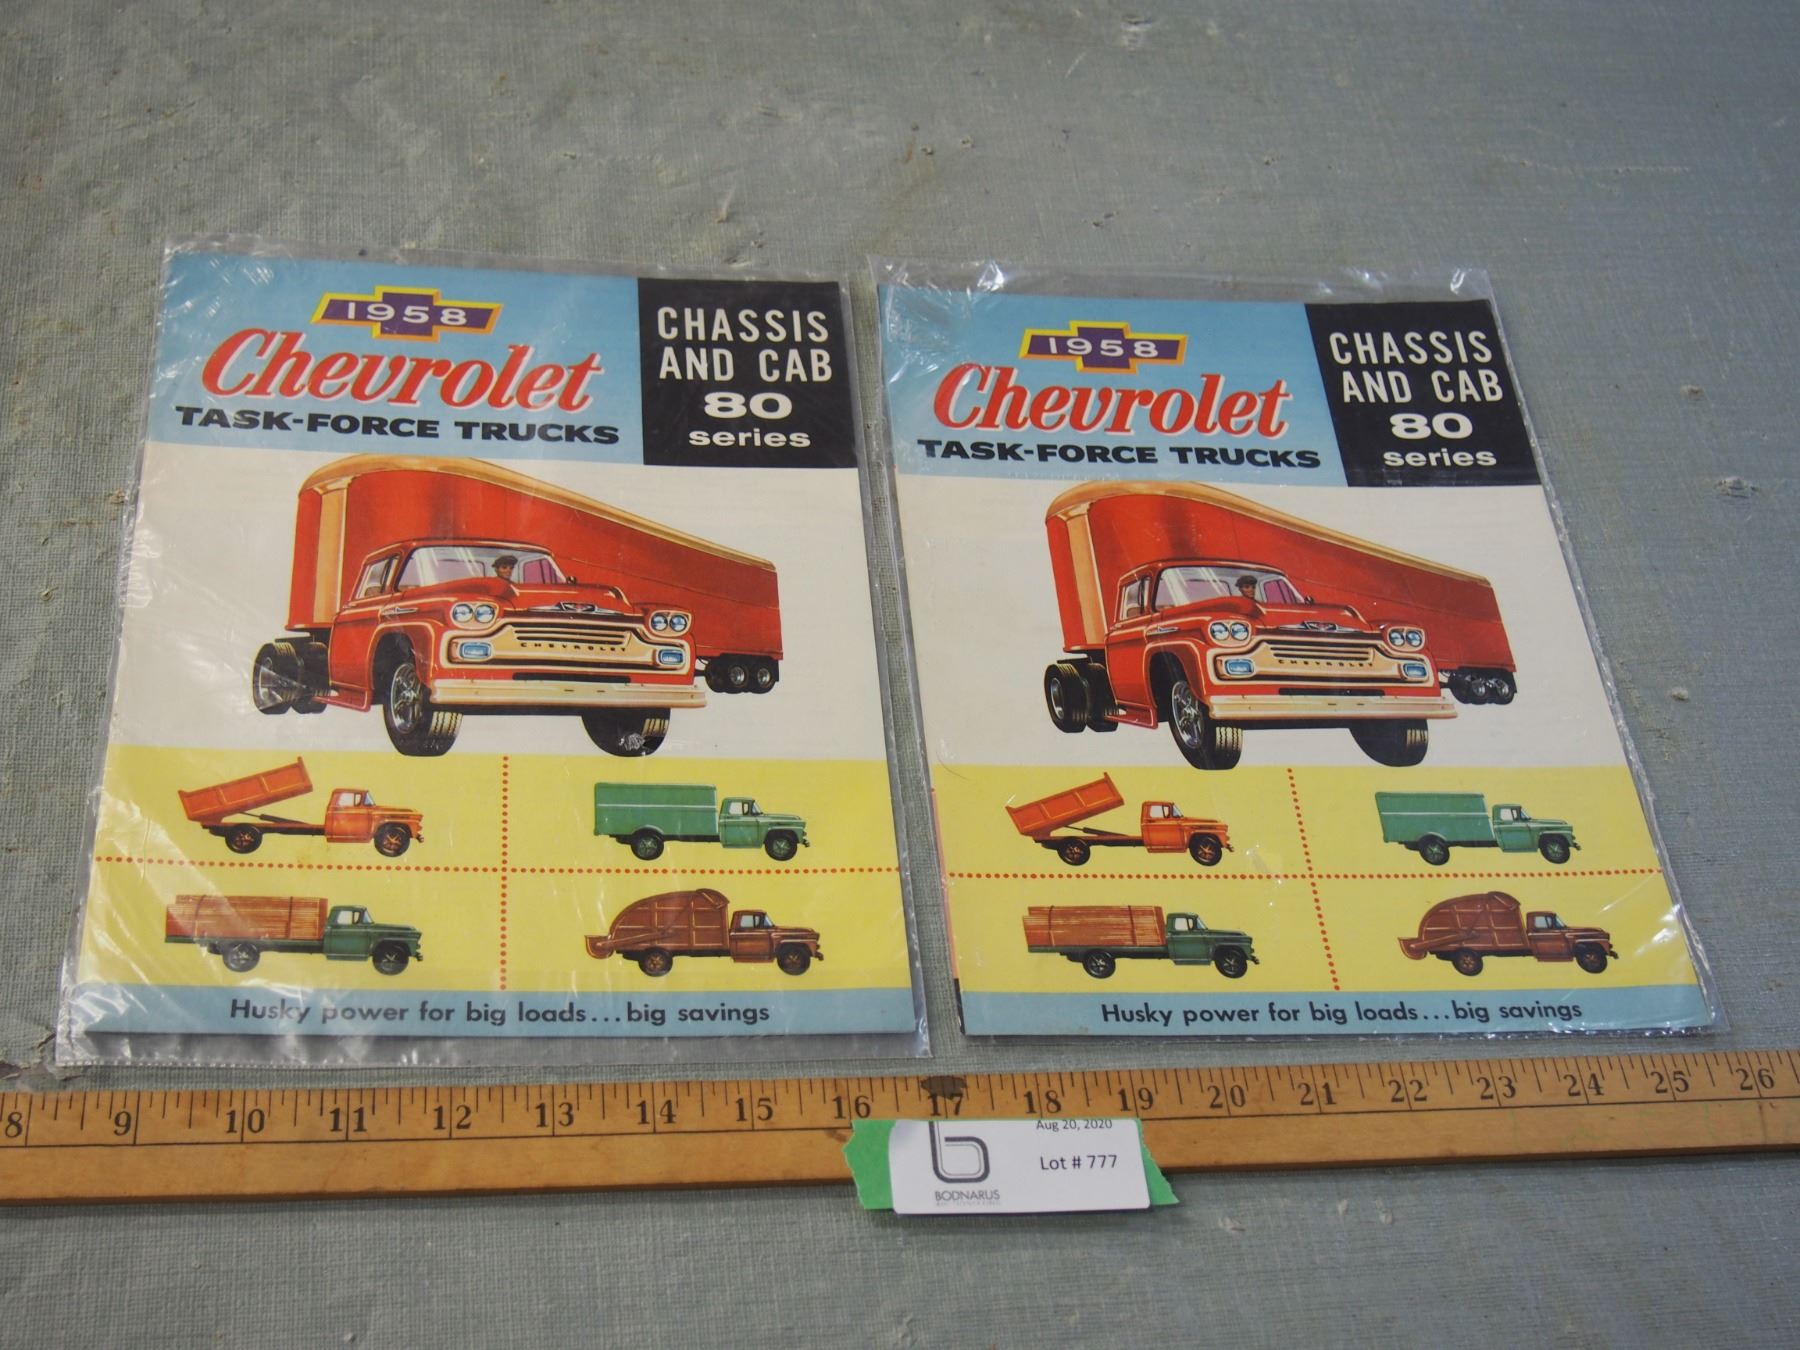 1958
Chevrolet
TASK-FORCE TRUCKS
CHASSIS
AND CAB
80
series
CHEVROLET
Husky power for big loads...big savings
1958
Chevrolet
TASK-FORCE TRUCKS
CHASSIS
AND CAB
80
series
CHEVROLET
Husky power for big loads...big savings
8 9 10 11 12 13 14 15 16 17 18 19 20 21 22 23 24 25 26
Aug 20, 2020
Lot # 777
BODNARUS